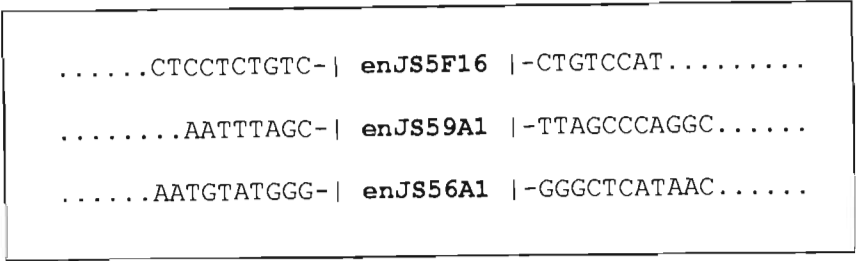 ......CTCCTCTGTC-| enJS5F16 |-CTGTCCAT.........
........AATTTAGC-| enJS59A1 |-TTAGCCCAGGC......
......AATGTATGGG-| enJS56A1 |-GGGCTCATAAC......